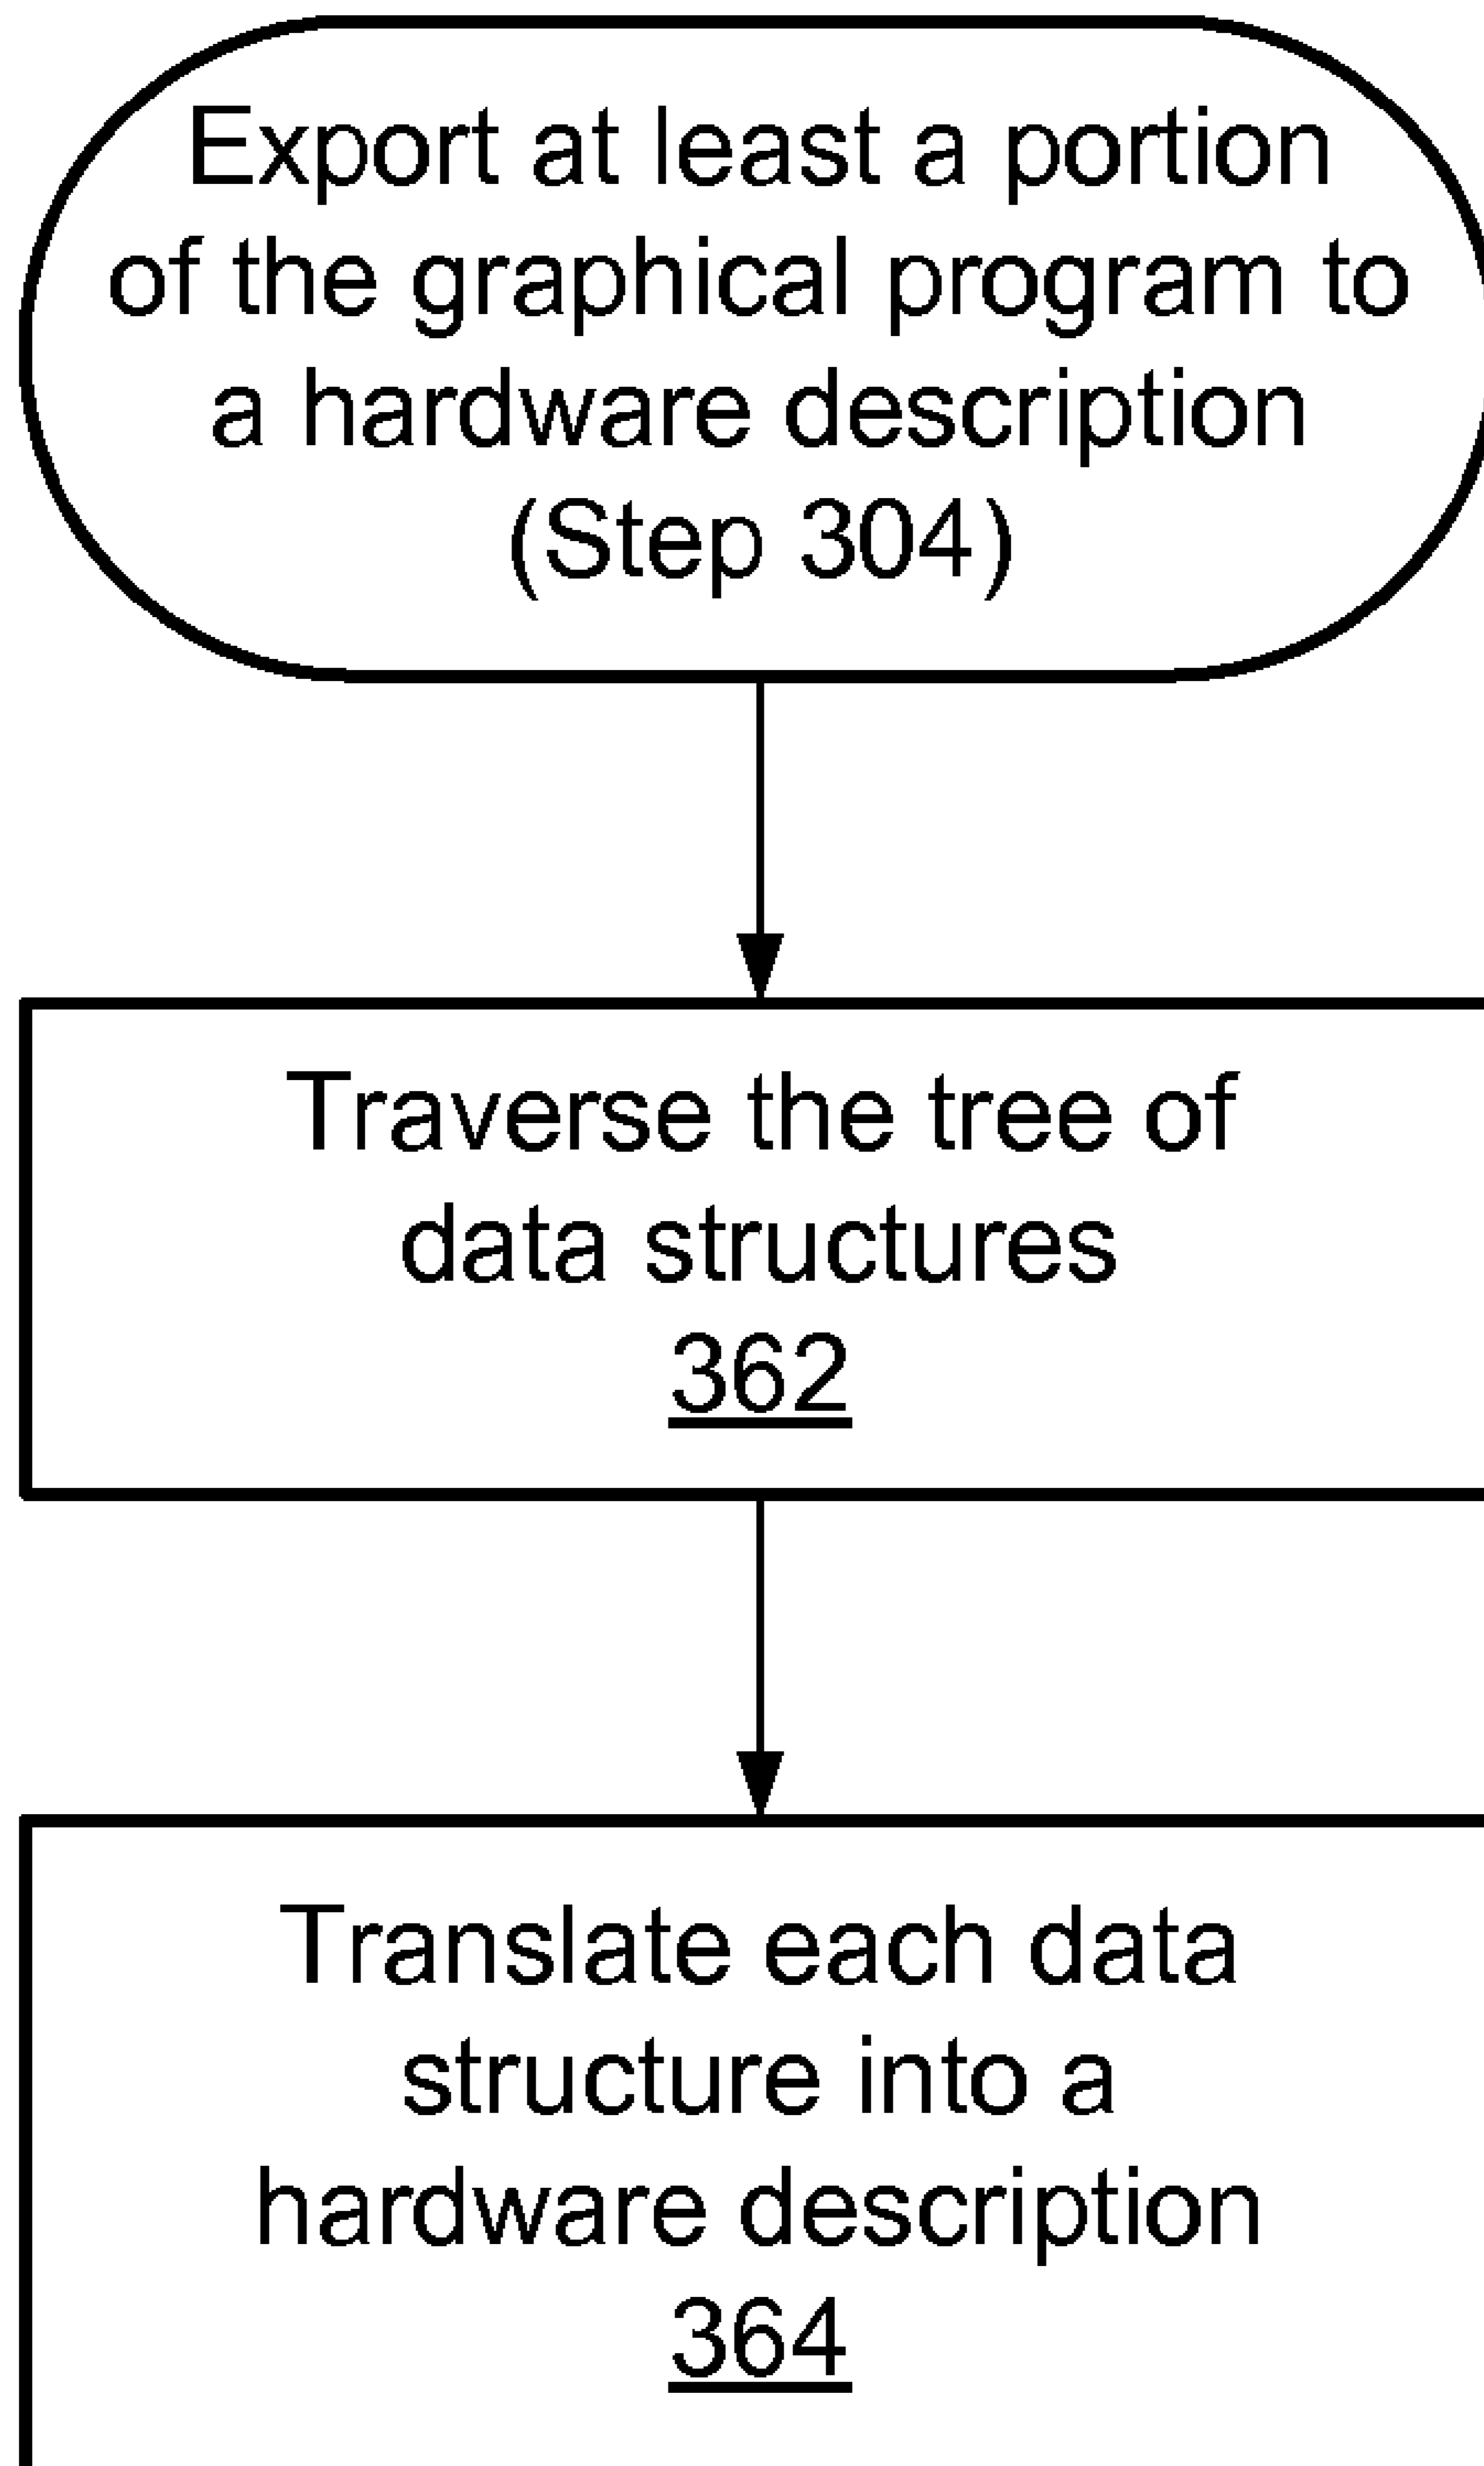 Export at least a portion
of the graphical program to
a hardware description
(Step 304)
Traverse the tree of
data structures
362
Translate each data
structure into a
hardware description
364